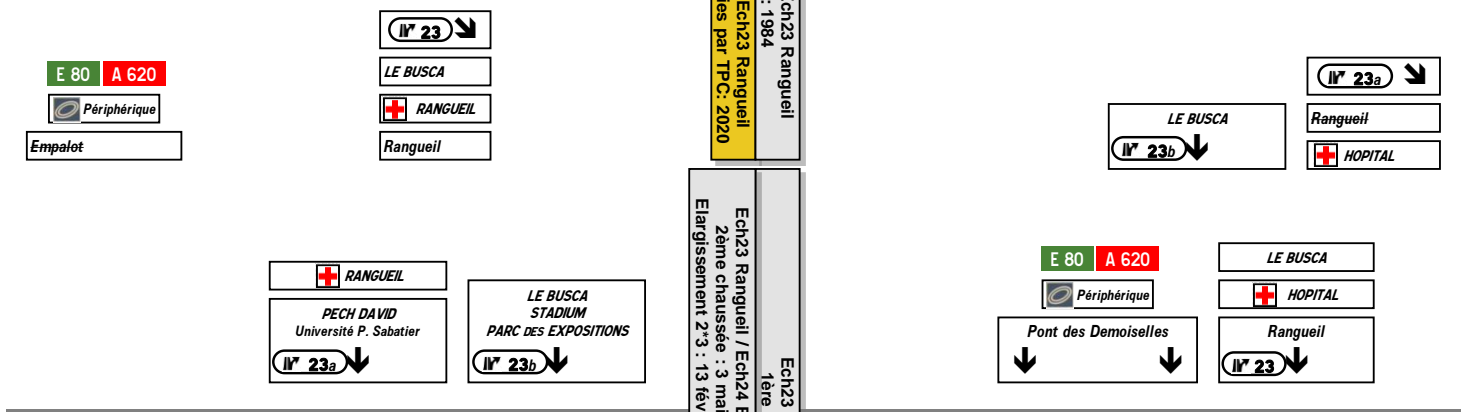 E 80 A 620
Périphérique
Empalot
23
LE BUSCA
RANGUEIL
Rangueil
RANGUEIL
PECH DAVID
Université P. Sabatier
23a
LE BUSCA
STADIUM
PARC DES EXPOSITIONS
23b
Ech23 Rangueil
: 1984
Ech23 Rangueil
ies par TPC: 2020
Ech23
1ère
Ech23 Rangueil / Ech24
2ème chaussée : 3 mai
Elargissement 2*3 : 13 fév
LE BUSCA
23b
23a
Rangueil
HOPITAL
E 80 A 620
Périphérique
Pont des Demoiselles
LE BUSCA
HOPITAL
Rangueil
23